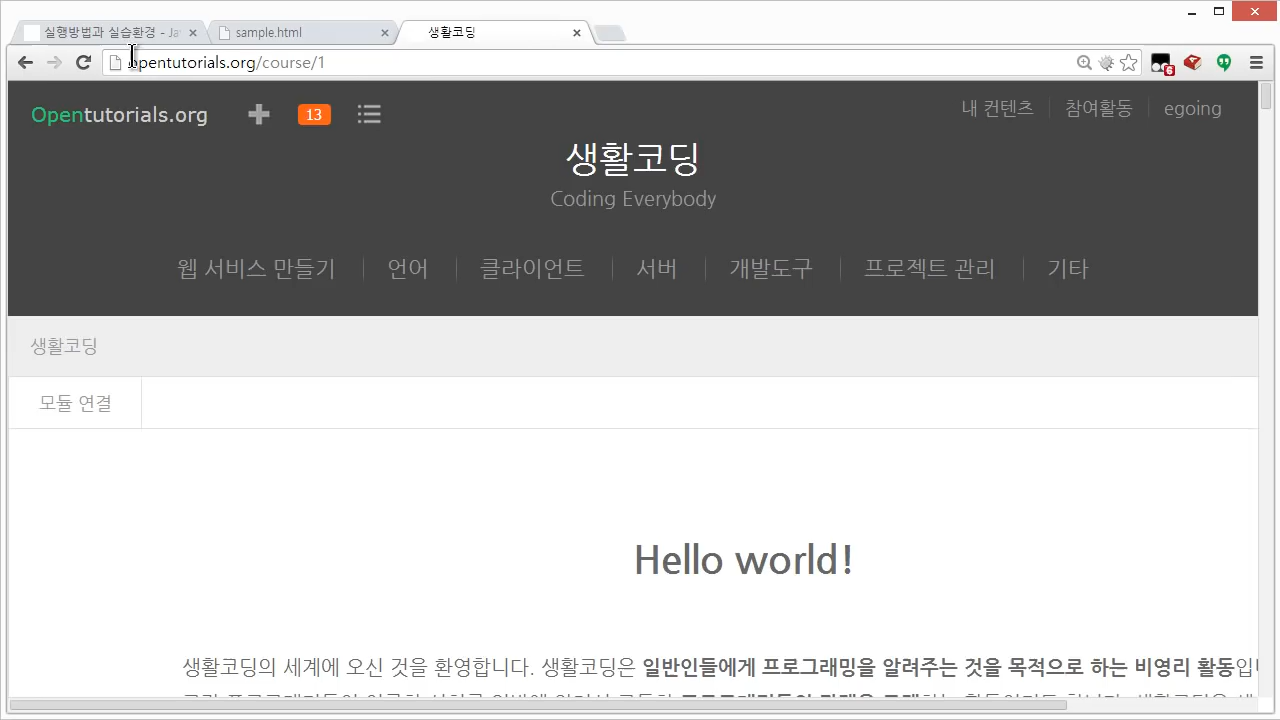 실행방법과 실습환경 - Ja
sample.html
생활코딩
opentutorials.org/course/1
6
Opentutorials.org
13
내 컨텐츠
참여활동
egoing
생활코딩
Coding Everybody
웹 서비스 만들기
언어
클라이언트
서버
개발도구
프로젝트 관리
기타
생활코딩
모듈 연결
Hello world!
생활코딩의 세계에 오신 것을 환영합니다. 생활코딩은 일반인들에게 프로그래밍을 알려주는 것을 목적으로 하는 비영리 활동입